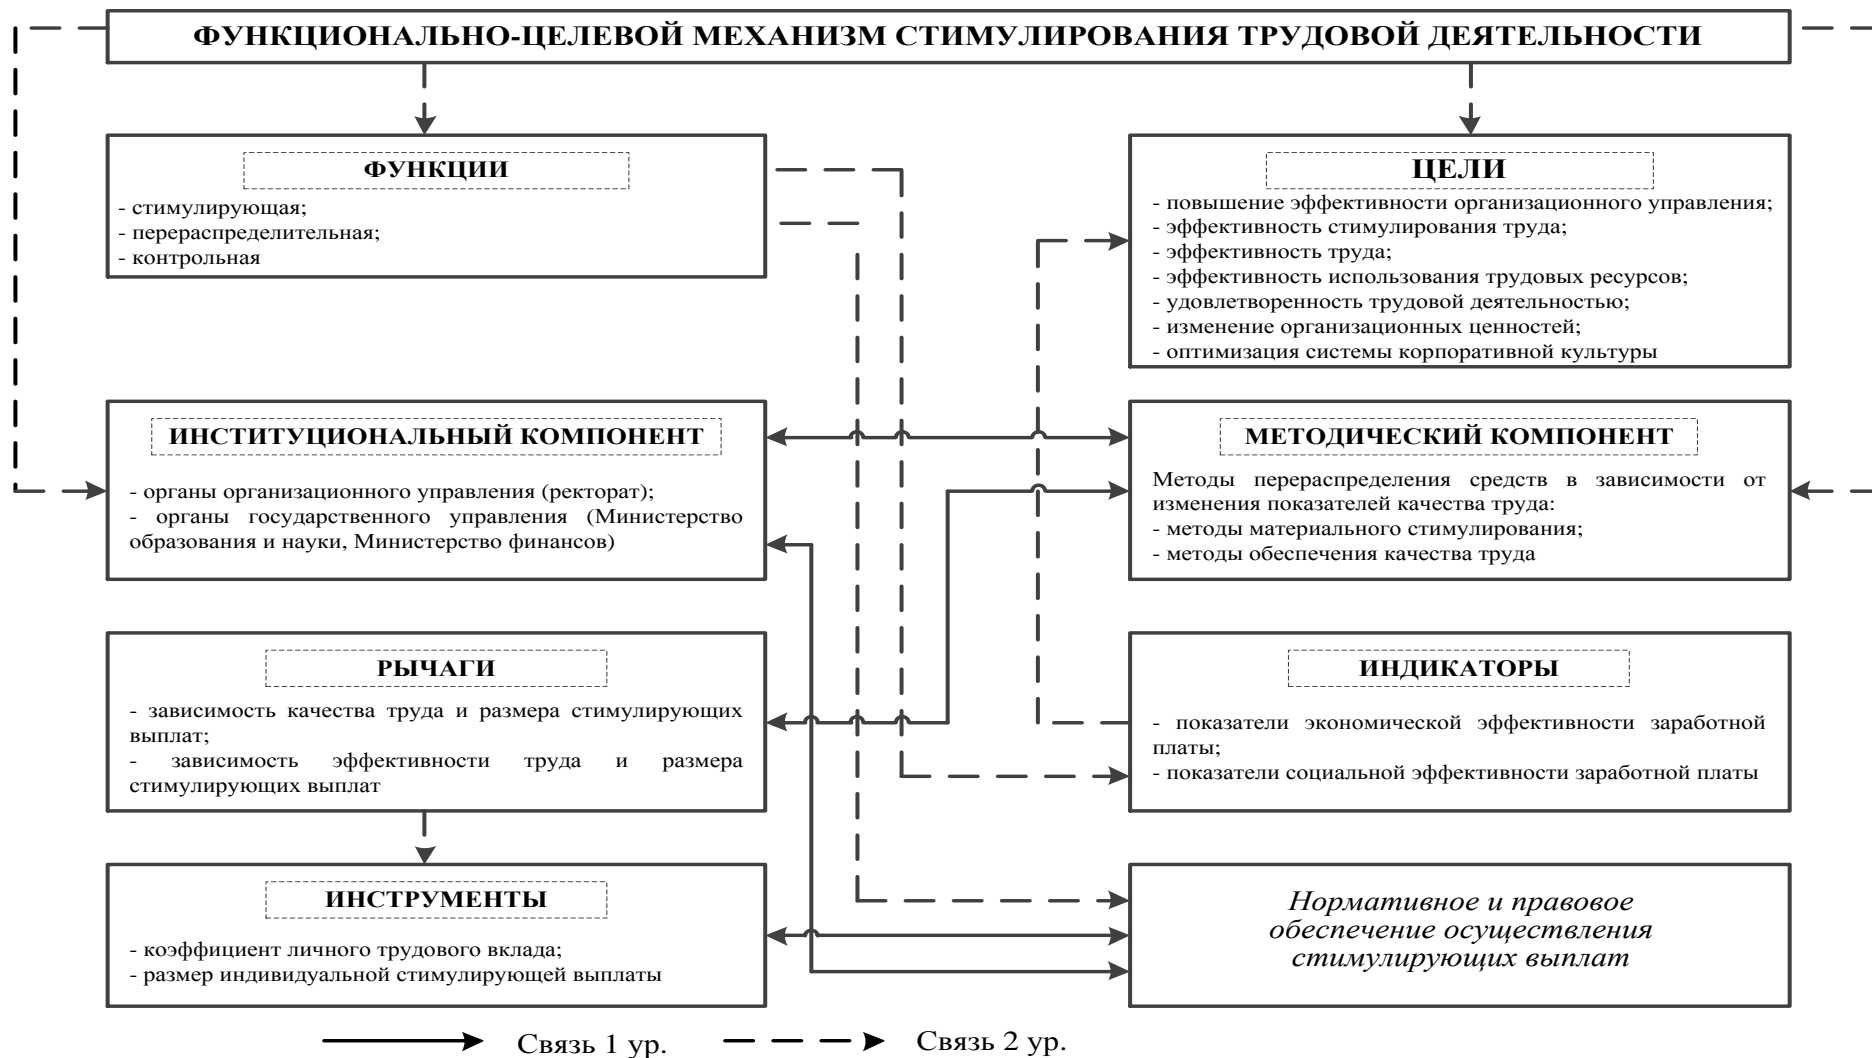 ФУНКЦИОНАЛЬНО-ЦЕЛЕВОЙ МЕХАНИЗМ СТИМУЛИРОВАНИЯ ТРУДОВОЙ ДЕЯТЕЛЬНОСТИ
ФУНКЦИИ
- стимулирующая;
- перераспределительная;
- контрольная
ЦЕЛИ
- повышение эффективности организационного управления;
- эффективность стимулирования труда;
- эффективность труда;
- эффективность использования трудовых ресурсов;
- удовлетворенность трудовой деятельностью;
- изменение организационных ценностей;
- оптимизация системы корпоративной культуры
ИНСТИТУЦИОНАЛЬНЫЙ КОМПОНЕНТ
- органы организационного управления (ректорат);
- органы государственного управления (Министерство
образования и науки, Министерство финансов)
МЕТОДИЧЕСКИЙ КОМПОНЕНТ
Методы перераспределения средств в зависимости от
изменения показателей качества труда:
- методы материального стимулирования;
- методы обеспечения качества труда
РЫЧАГИ
- зависимость качества труда и размера стимулирующих
выплат;
- зависимость эффективности труда и размера
стимулирующих выплат
ИНДИКАТОРЫ
- показатели экономической эффективности заработной
платы;
- показатели социальной эффективности заработной платы
ИНСТРУМЕНТЫ
- коэффициент личного трудового вклада;
- размер индивидуальной стимулирующей выплаты
Нормативное и правовое
обеспечение осуществления
стимулирующих выплат
Связь 1 ур.
Связь 2 ур.